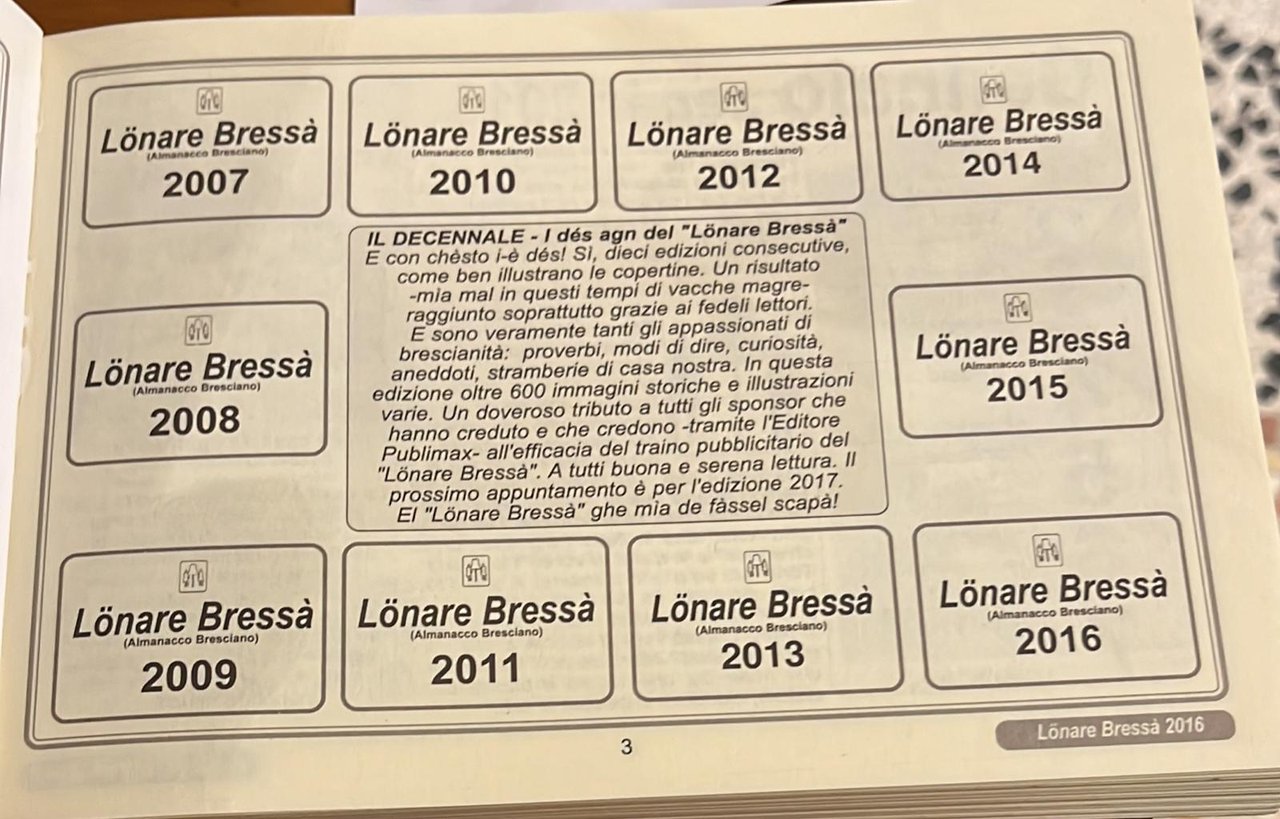 Lönare Bressà
(Almanacco Bresciano)
2007
Lönare Bressà
(Almanacco Bresciano)
2010
Lönare Bressà
(Almanacco Bresciano)
2012
Lönare Bressà
(Almanacco Bresciano)
2014
IL DECENNALE - I dés agn del "Lönare Bressà"
E con chèsto i-è dés! Sì, dieci edizioni consecutive,
come ben illustrano le copertine. Un risultato
-mìa mal in questi tempi di vacche magre-
raggiunto soprattutto grazie ai fedeli lettori.
E sono veramente tanti gli appassionati di
brescianità: proverbi, modi di dire, curiosità,
aneddoti, stramberie di casa nostra. In questa
edizione oltre 600 immagini storiche e illustrazioni
varie. Un doveroso tributo a tutti gli sponsor che
hanno creduto e che credono -tramite l'Editore
Publimax- all'efficacia del traino pubblicitario del
"Lönare Bressà". A tutti buona e serena lettura. Il
prossimo appuntamento è per l'edizione 2017.
El "Lönare Bressà" ghe mìa de fàssel scapà!
Lönare Bressà
(Almanacco Bresciano)
2008
Lönare Bressà
(Almanacco Bresciano)
2015
Lönare Bressà
(Almanacco Bresciano)
2009
Lönare Bressà
(Almanacco Bresciano)
2011
Lönare Bressà
(Almanacco Bresciano)
2013
Lönare Bressà
(Almanacco Bresciano)
2016
3
Lönare Bressà 2016